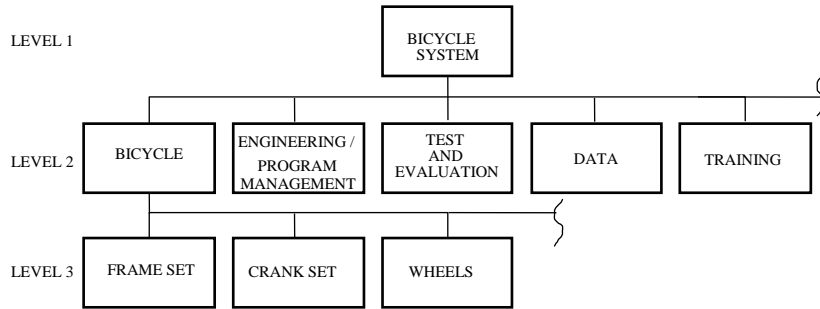 LEVEL 1
BICYCLE
SYSTEM
LEVEL 2
BICYCLE
ENGINEERING /
PROGRAM
MANAGEMENT
TEST
AND
EVALUATION
DATA
TRAINING
LEVEL 3
FRAME SET
CRANK SET
WHEELS